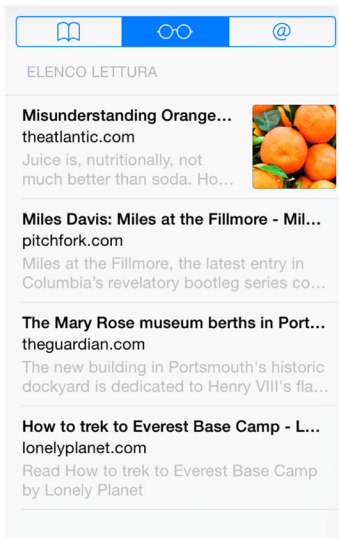 @
ELENCO LETTURA
Misunderstanding Orange...
theatlantic.com
Juice is, nutritionally, not
much better than soda. Ho...
Miles Davis: Miles at the Fillmore - Mil...
pitchfork.com
Miles at the Fillmore, the latest entry in
Columbia's revelatory bootleg series co...
The Mary Rose museum berths in Port...
theguardian.com
The new building in Portsmouth's historic
dockyard is dedicated to Henry VIII's fla...
How to trek to Everest Base Camp - L...
lonelyplanet.com
Read How to trek to Everest Base Camp
by Lonely Planet